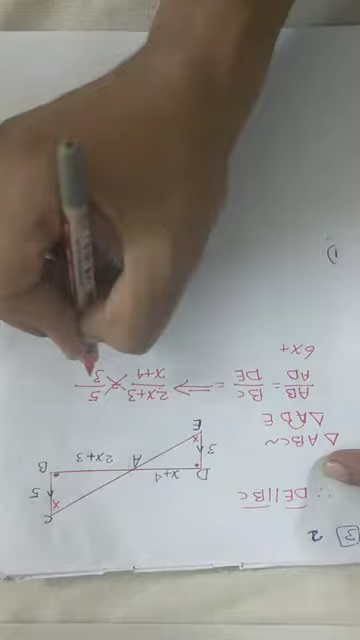 3 2
∴ DE || BC
△ABC ~
△ADE
AB/AD = BC/DE = ⟹ 2x+3/x+4 = 5/3
6x+
C
5
x
B
2x+3
A
x+4
D
3
x
E
1)